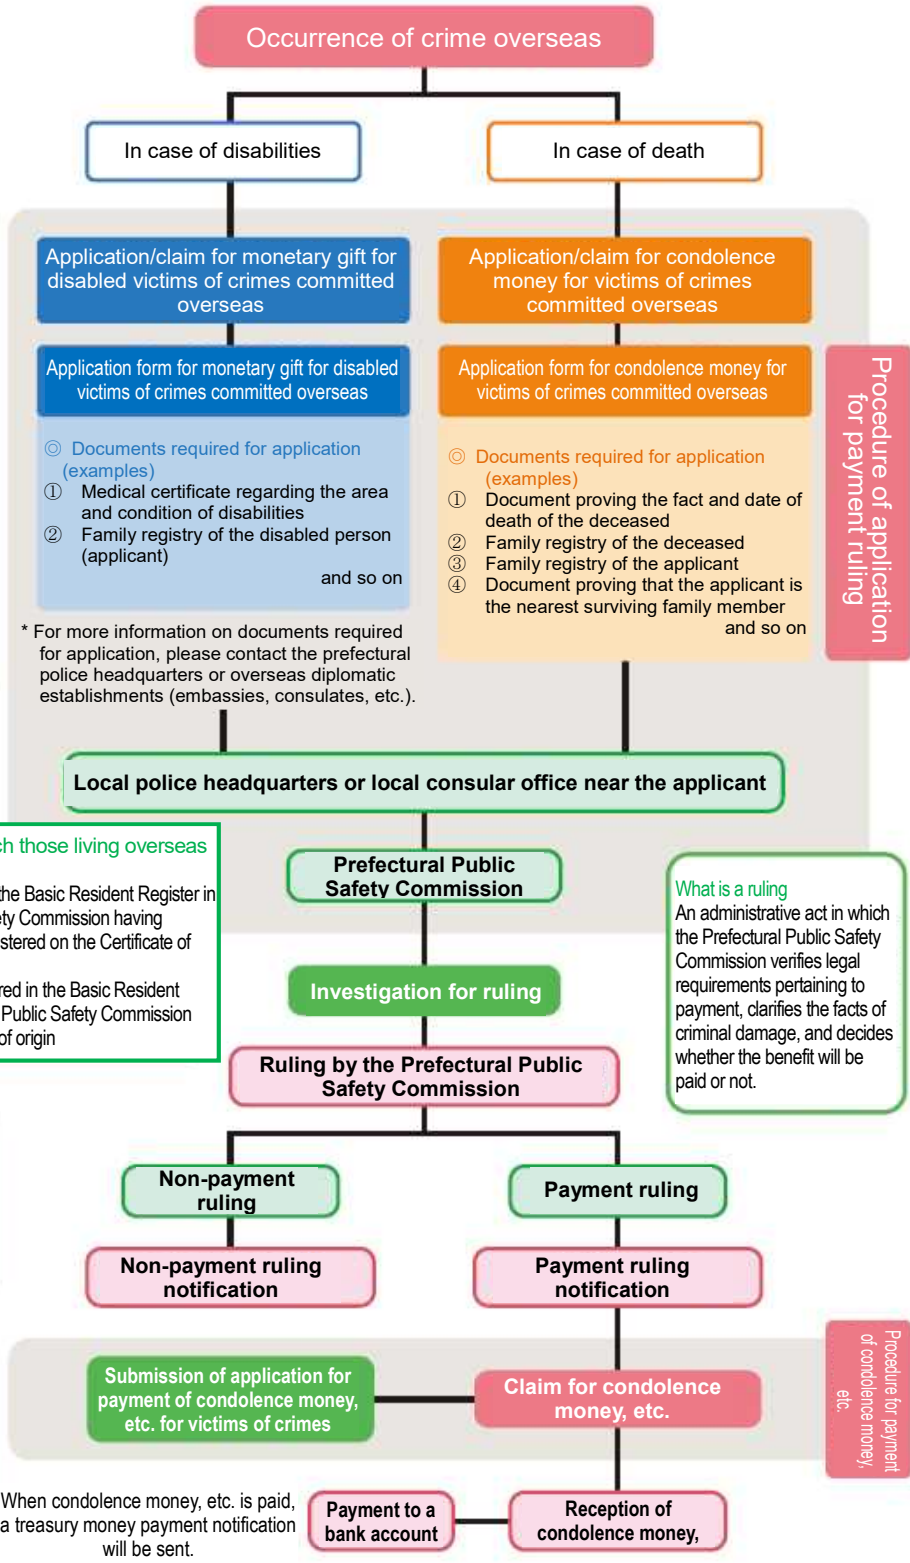 Occurrence of crime overseas
In case of disabilities
In case of death
Application/claim for monetary gift for
disabled victims of crimes committed
overseas
Application/claim for condolence
money for victims of crimes
committed overseas
Application form for monetary gift for disabled
victims of crimes committed overseas
Application form for condolence money for
victims of crimes committed overseas
Procedure of application
for payment ruling
◎ Documents required for application
(examples)
① Medical certificate regarding the area
and condition of disabilities
② Family registry of the disabled person
(applicant)
and so on
◎ Documents required for application
(examples)
① Document proving the fact and date of
death of the deceased
② Family registry of the deceased
③ Family registry of the applicant
④ Document proving that the applicant is
the nearest surviving family member
and so on
* For more information on documents required
for application, please contact the prefectural
police headquarters or overseas diplomatic
establishments (embassies, consulates, etc.).
Local police headquarters or local consular office near the applicant
ch those living overseas
the Basic Resident Register in
ety Commission having
stered on the Certificate of
red in the Basic Resident
Public Safety Commission
of origin
Prefectural Public
Safety Commission
What is a ruling
An administrative act in which
the Prefectural Public Safety
Commission verifies legal
requirements pertaining to
payment, clarifies the facts of
criminal damage, and decides
whether the benefit will be
paid or not.
Investigation for ruling
Ruling by the Prefectural Public
Safety Commission
Non-payment
ruling
Payment ruling
Non-payment ruling
notification
Payment ruling
notification
Submission of application for
payment of condolence money,
etc. for victims of crimes
Claim for condolence
money, etc.
Procedure for payment
of condolence money,
etc.
When condolence money, etc. is paid,
a treasury money payment notification
will be sent.
Payment to a
bank account
Reception of
condolence money,